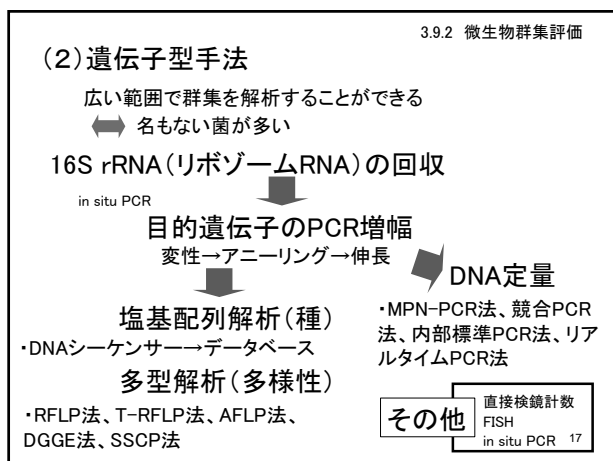 3.9.2 微生物群集評価
（２）遺伝子型手法
広い範囲で群集を解析することができる
名もない菌が多い
16S rRNA（リボゾームRNA）の回収
in situ PCR
目的遺伝子のPCR増幅
変性→アニーリング→伸長
DNA定量
・MPN-PCR法、競合PCR
法、内部標準PCR法、リア
ルタイムPCR法
塩基配列解析（種）
・DNAシーケンサー→データベース
多型解析（多様性）
・RFLP法、T-RFLP法、AFLP法、
DGGE法、SSCP法
その他
直接検鏡計数
FISH
in situ PCR
17